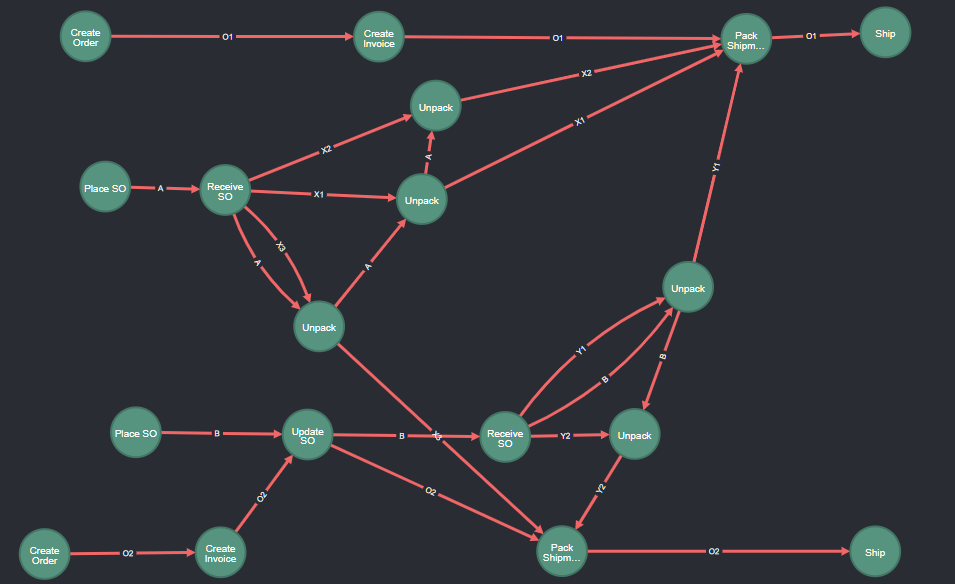 Create
Order
O1
Create
Invoice
O1
Pack
Shipm...
O1
Ship
X2
Unpack
X2
X1
A
Y1
Place SO
A
Receive
SO
X1
Unpack
X3
A
A
Unpack
Unpack
Y1
B
B
Place SO
B
Update
SO
B
X3
Receive
SO
Y2
Unpack
O2
O2
Y2
Create
Order
O2
Create
Invoice
Pack
Shipm...
O2
Ship